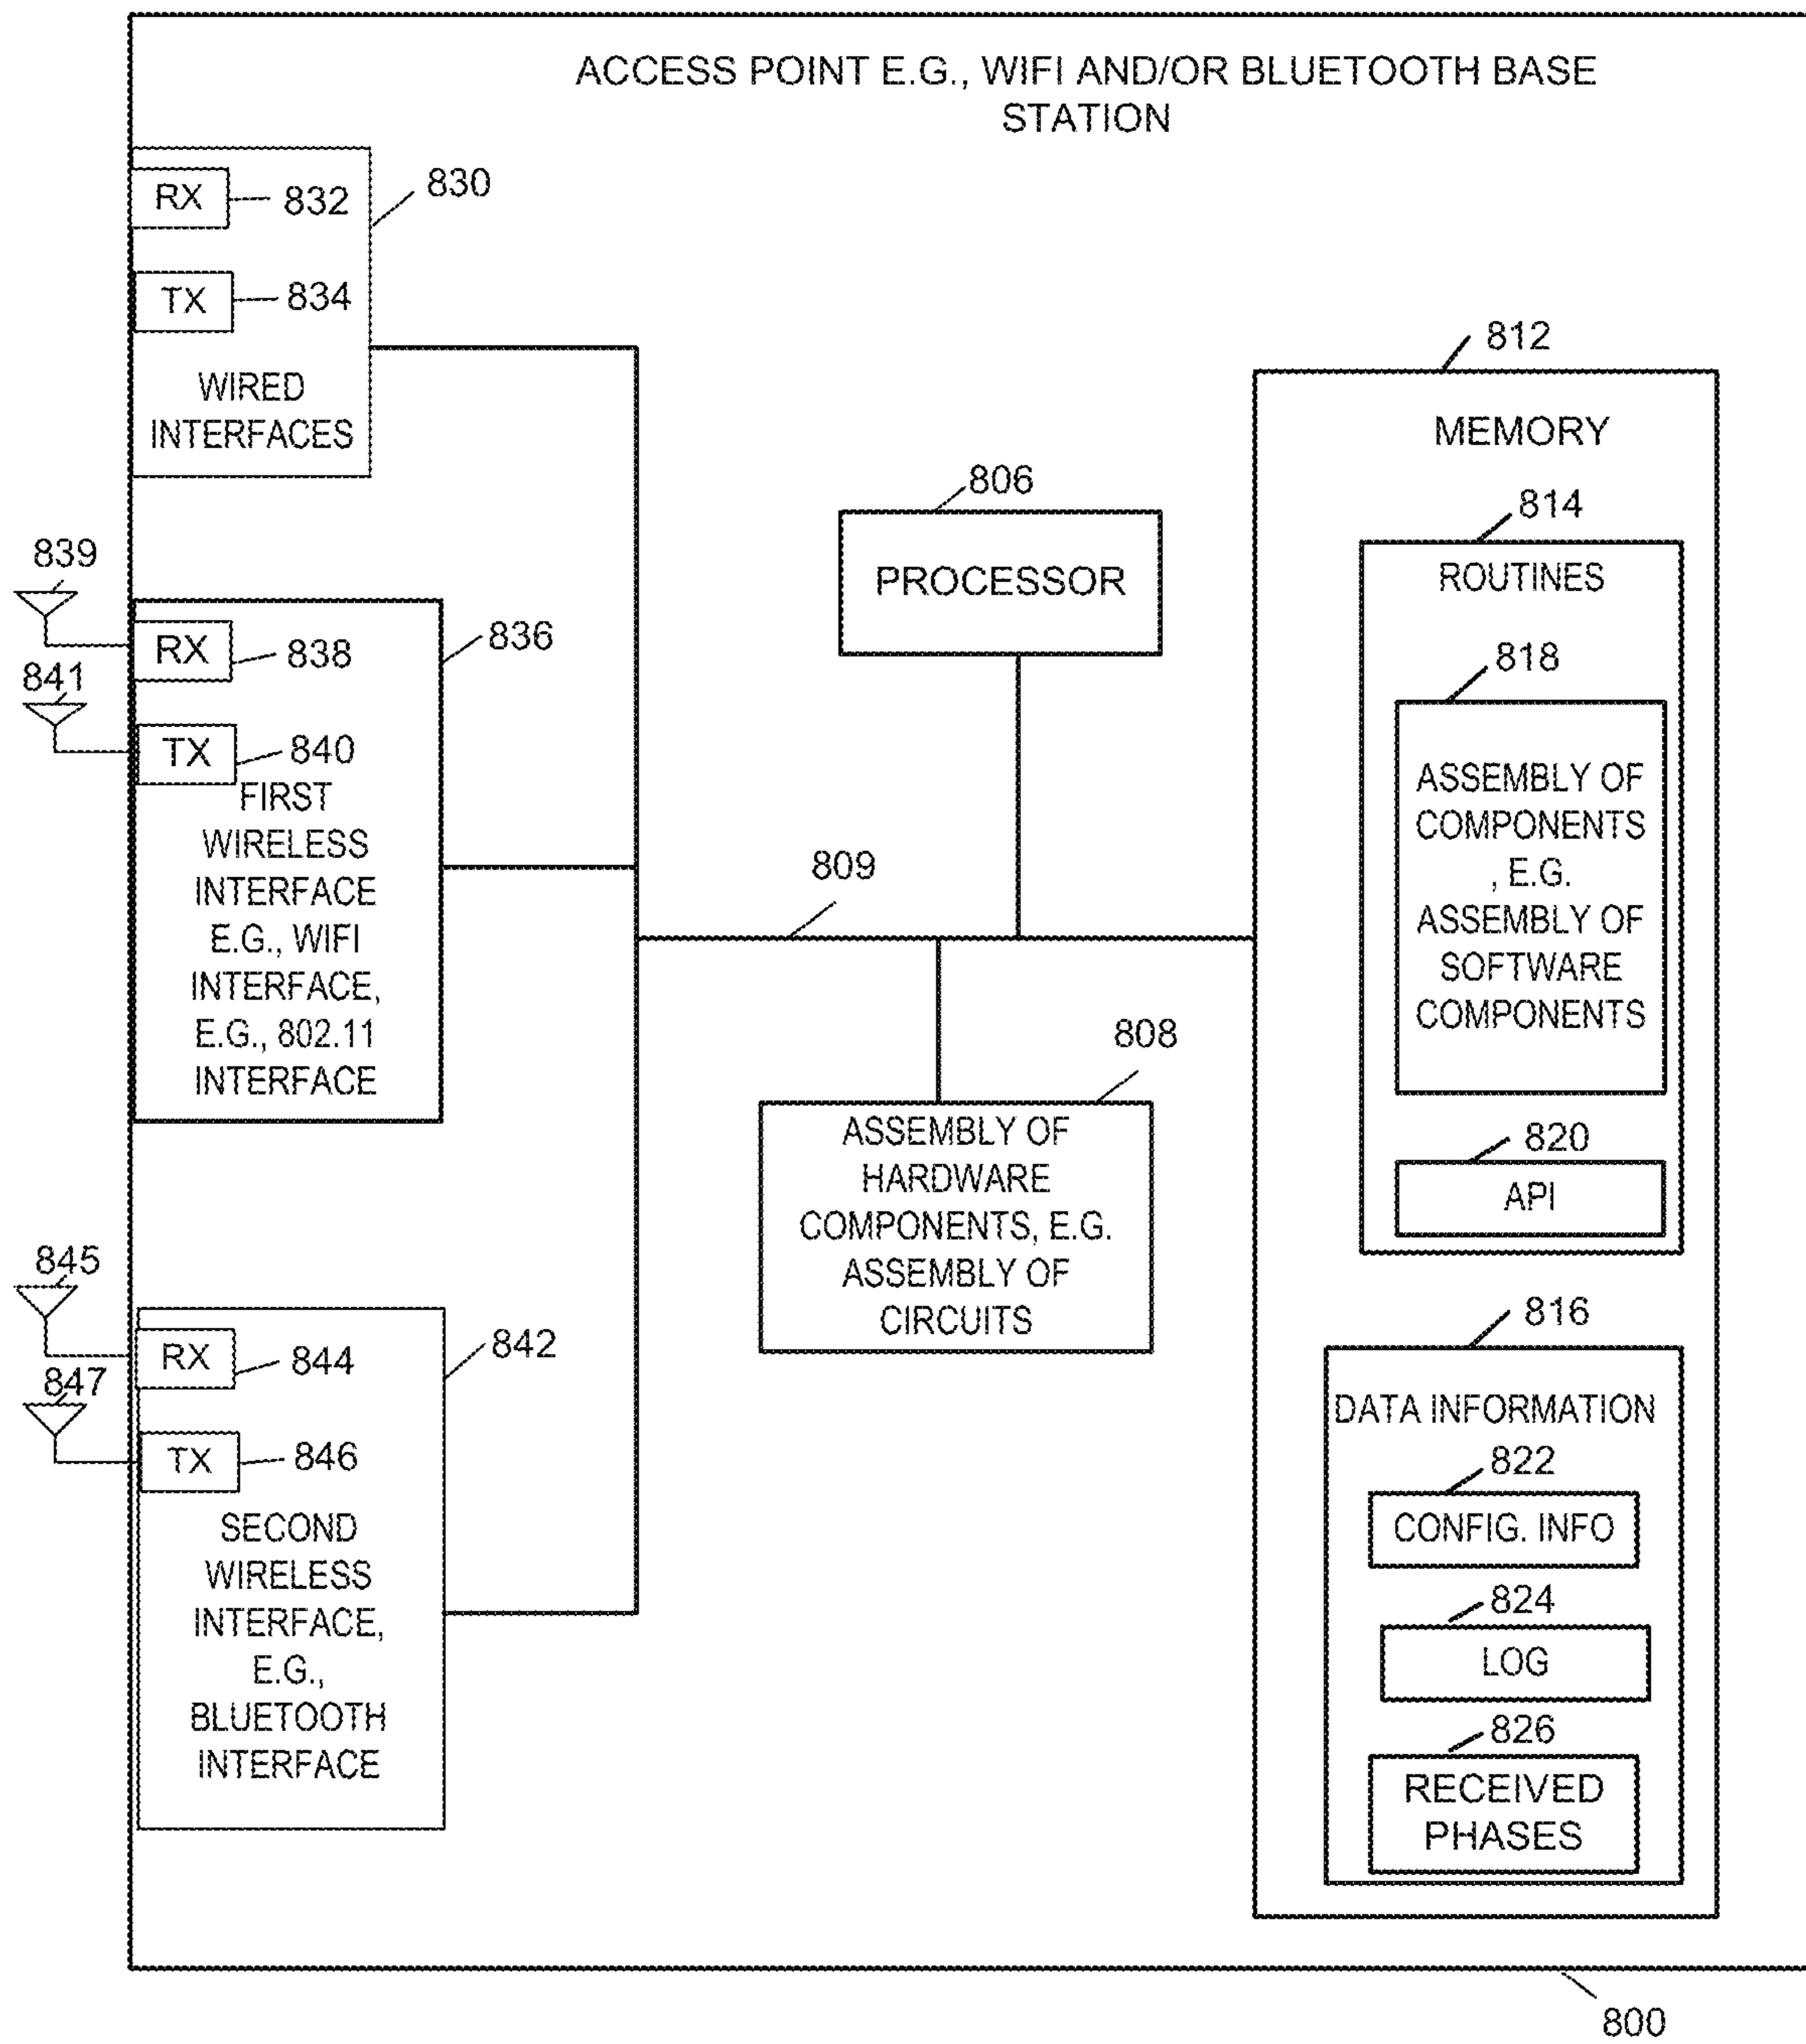 ACCESS POINT E.G., WIFI AND/OR BLUETOOTH BASE
STATION
RX
832
830
TX
834
WIRED
INTERFACES
839
RX
838
836
841
TX
840
FIRST
WIRELESS
INTERFACE
E.G., WIFI
INTERFACE,
E.G., 802.11
INTERFACE
845
RX
844
842
847
TX
846
SECOND
WIRELESS
INTERFACE,
E.G.,
BLUETOOTH
INTERFACE
806
PROCESSOR
809
808
ASSEMBLY OF
HARDWARE
COMPONENTS, E.G.
ASSEMBLY OF
CIRCUITS
812
MEMORY
814
ROUTINES
818
ASSEMBLY OF
COMPONENTS
, E.G.
ASSEMBLY OF
SOFTWARE
COMPONENTS
820
API
816
DATA INFORMATION
822
CONFIG. INFO
824
LOG
826
RECEIVED
PHASES
800